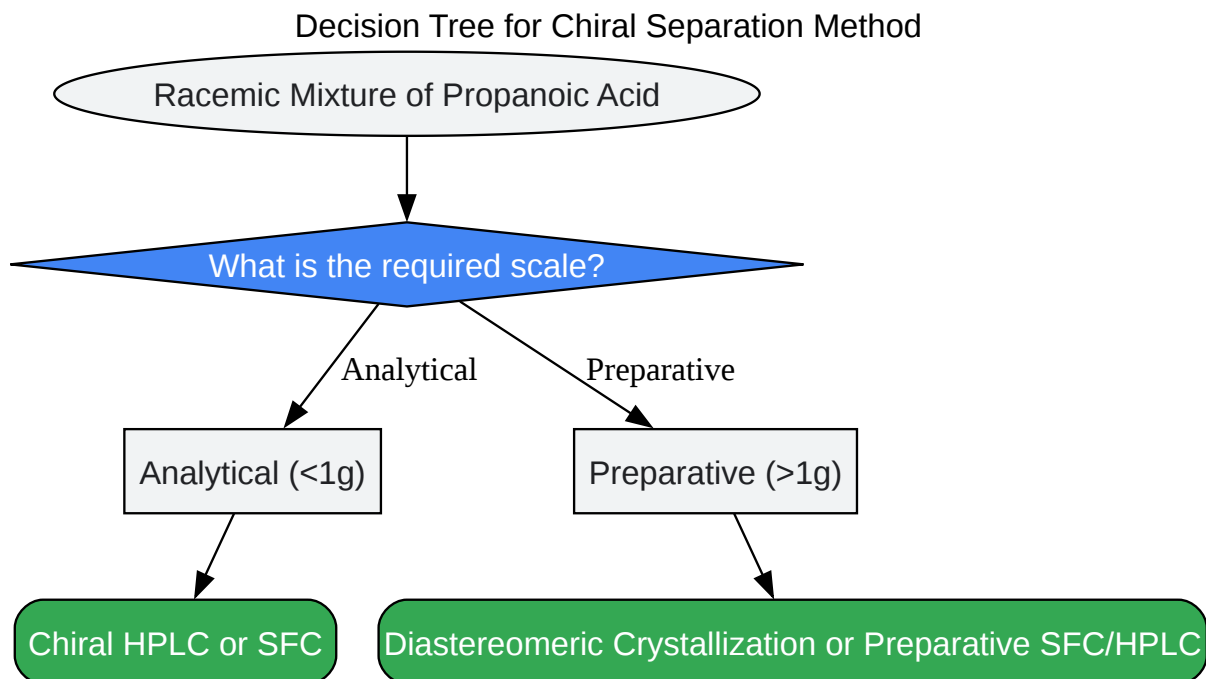 Decision Tree for Chiral Separation Method
Racemic Mixture of Propanoic Acid
What is the required scale?
Analytical
Preparative
Analytical (<1g)
Preparative (>1g)
Chiral HPLC or SFC
Diastereomeric Crystallization or Preparative SFC/HPLC